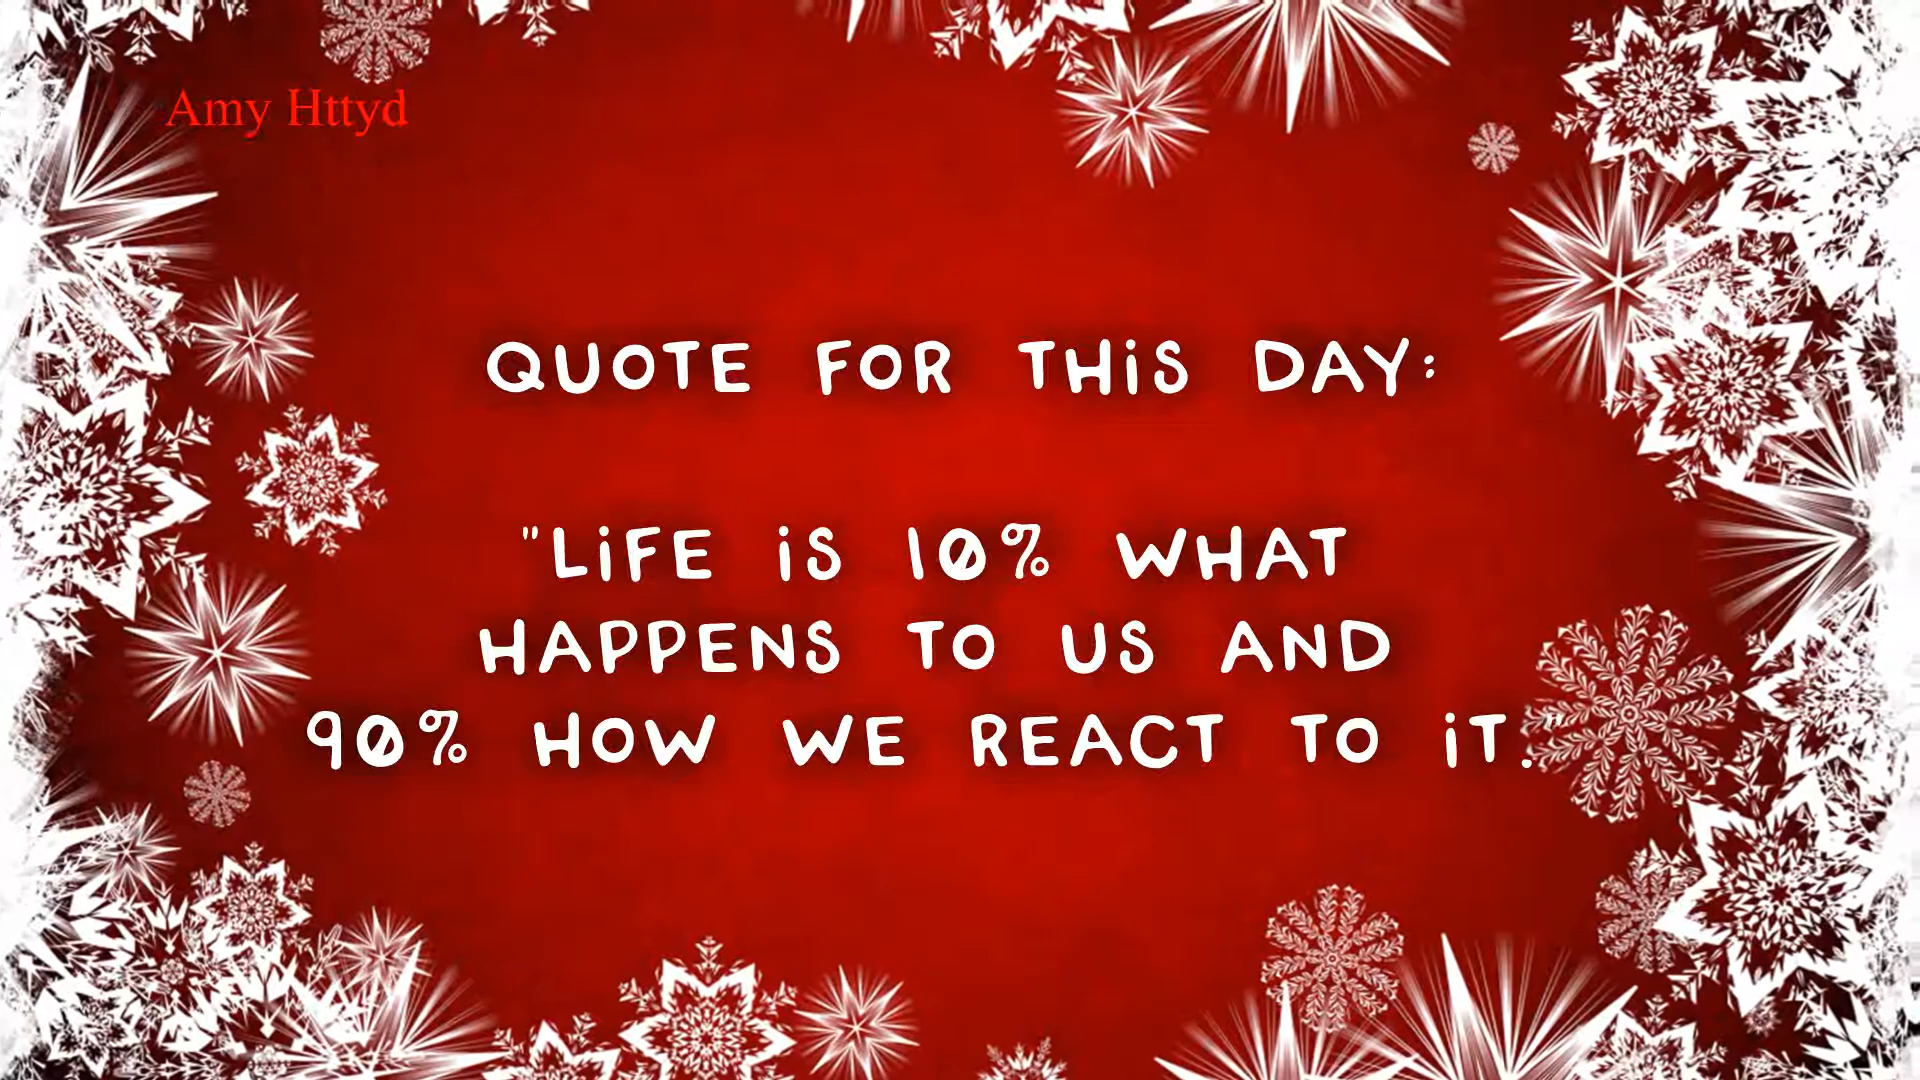 Amy Httyd
QUOTE FOR THIS DAY:
"LiFE iS 10% WHAT
HAPPENS TO US AND
90% HOW WE REACT TO iT."